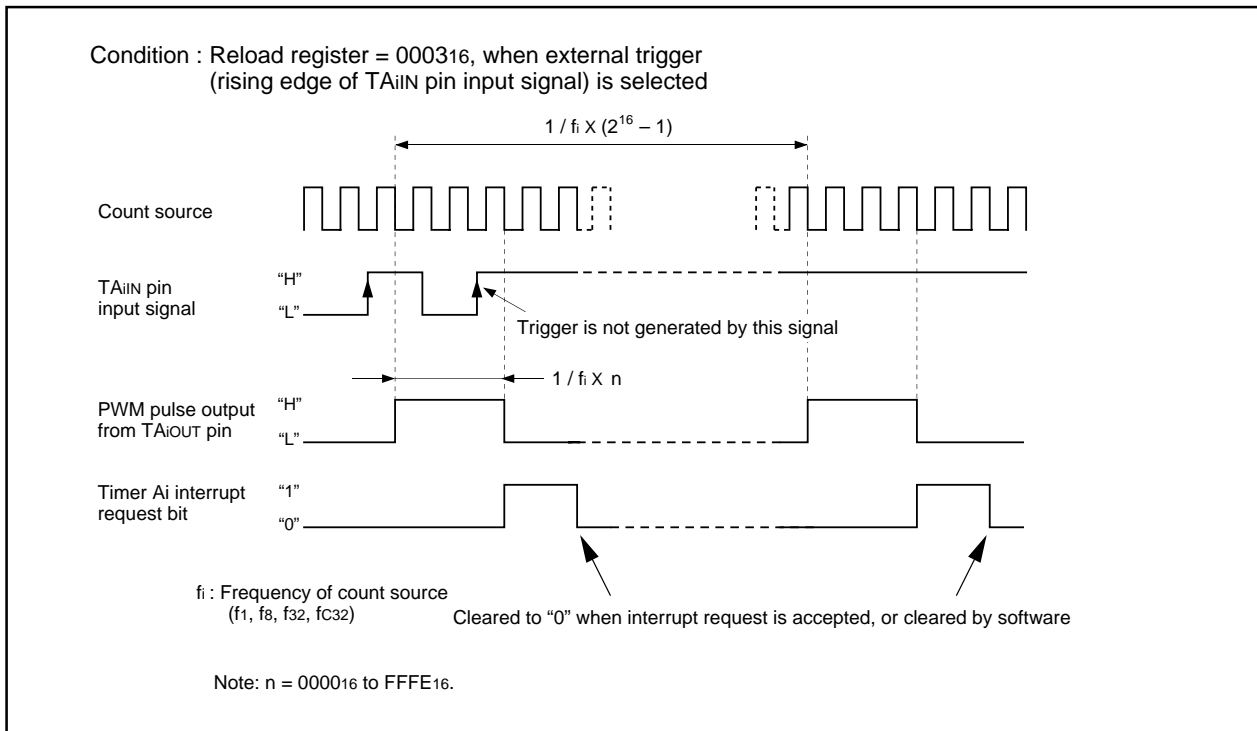 Condition : Reload register = 000316, when external trigger
(rising edge of TAiIN pin input signal) is selected
1 / fi X (2^16 – 1)
Count source
TAiIN pin
input signal
“H”
“L”
Trigger is not generated by this signal
1 / fi X n
PWM pulse output
from TAiOUT pin
“H”
“L”
Timer Ai interrupt
request bit
“1”
“0”
fi : Frequency of count source
(f1, f8, f32, fC32)
Cleared to “0” when interrupt request is accepted, or cleared by software
Note: n = 000016 to FFFE16.